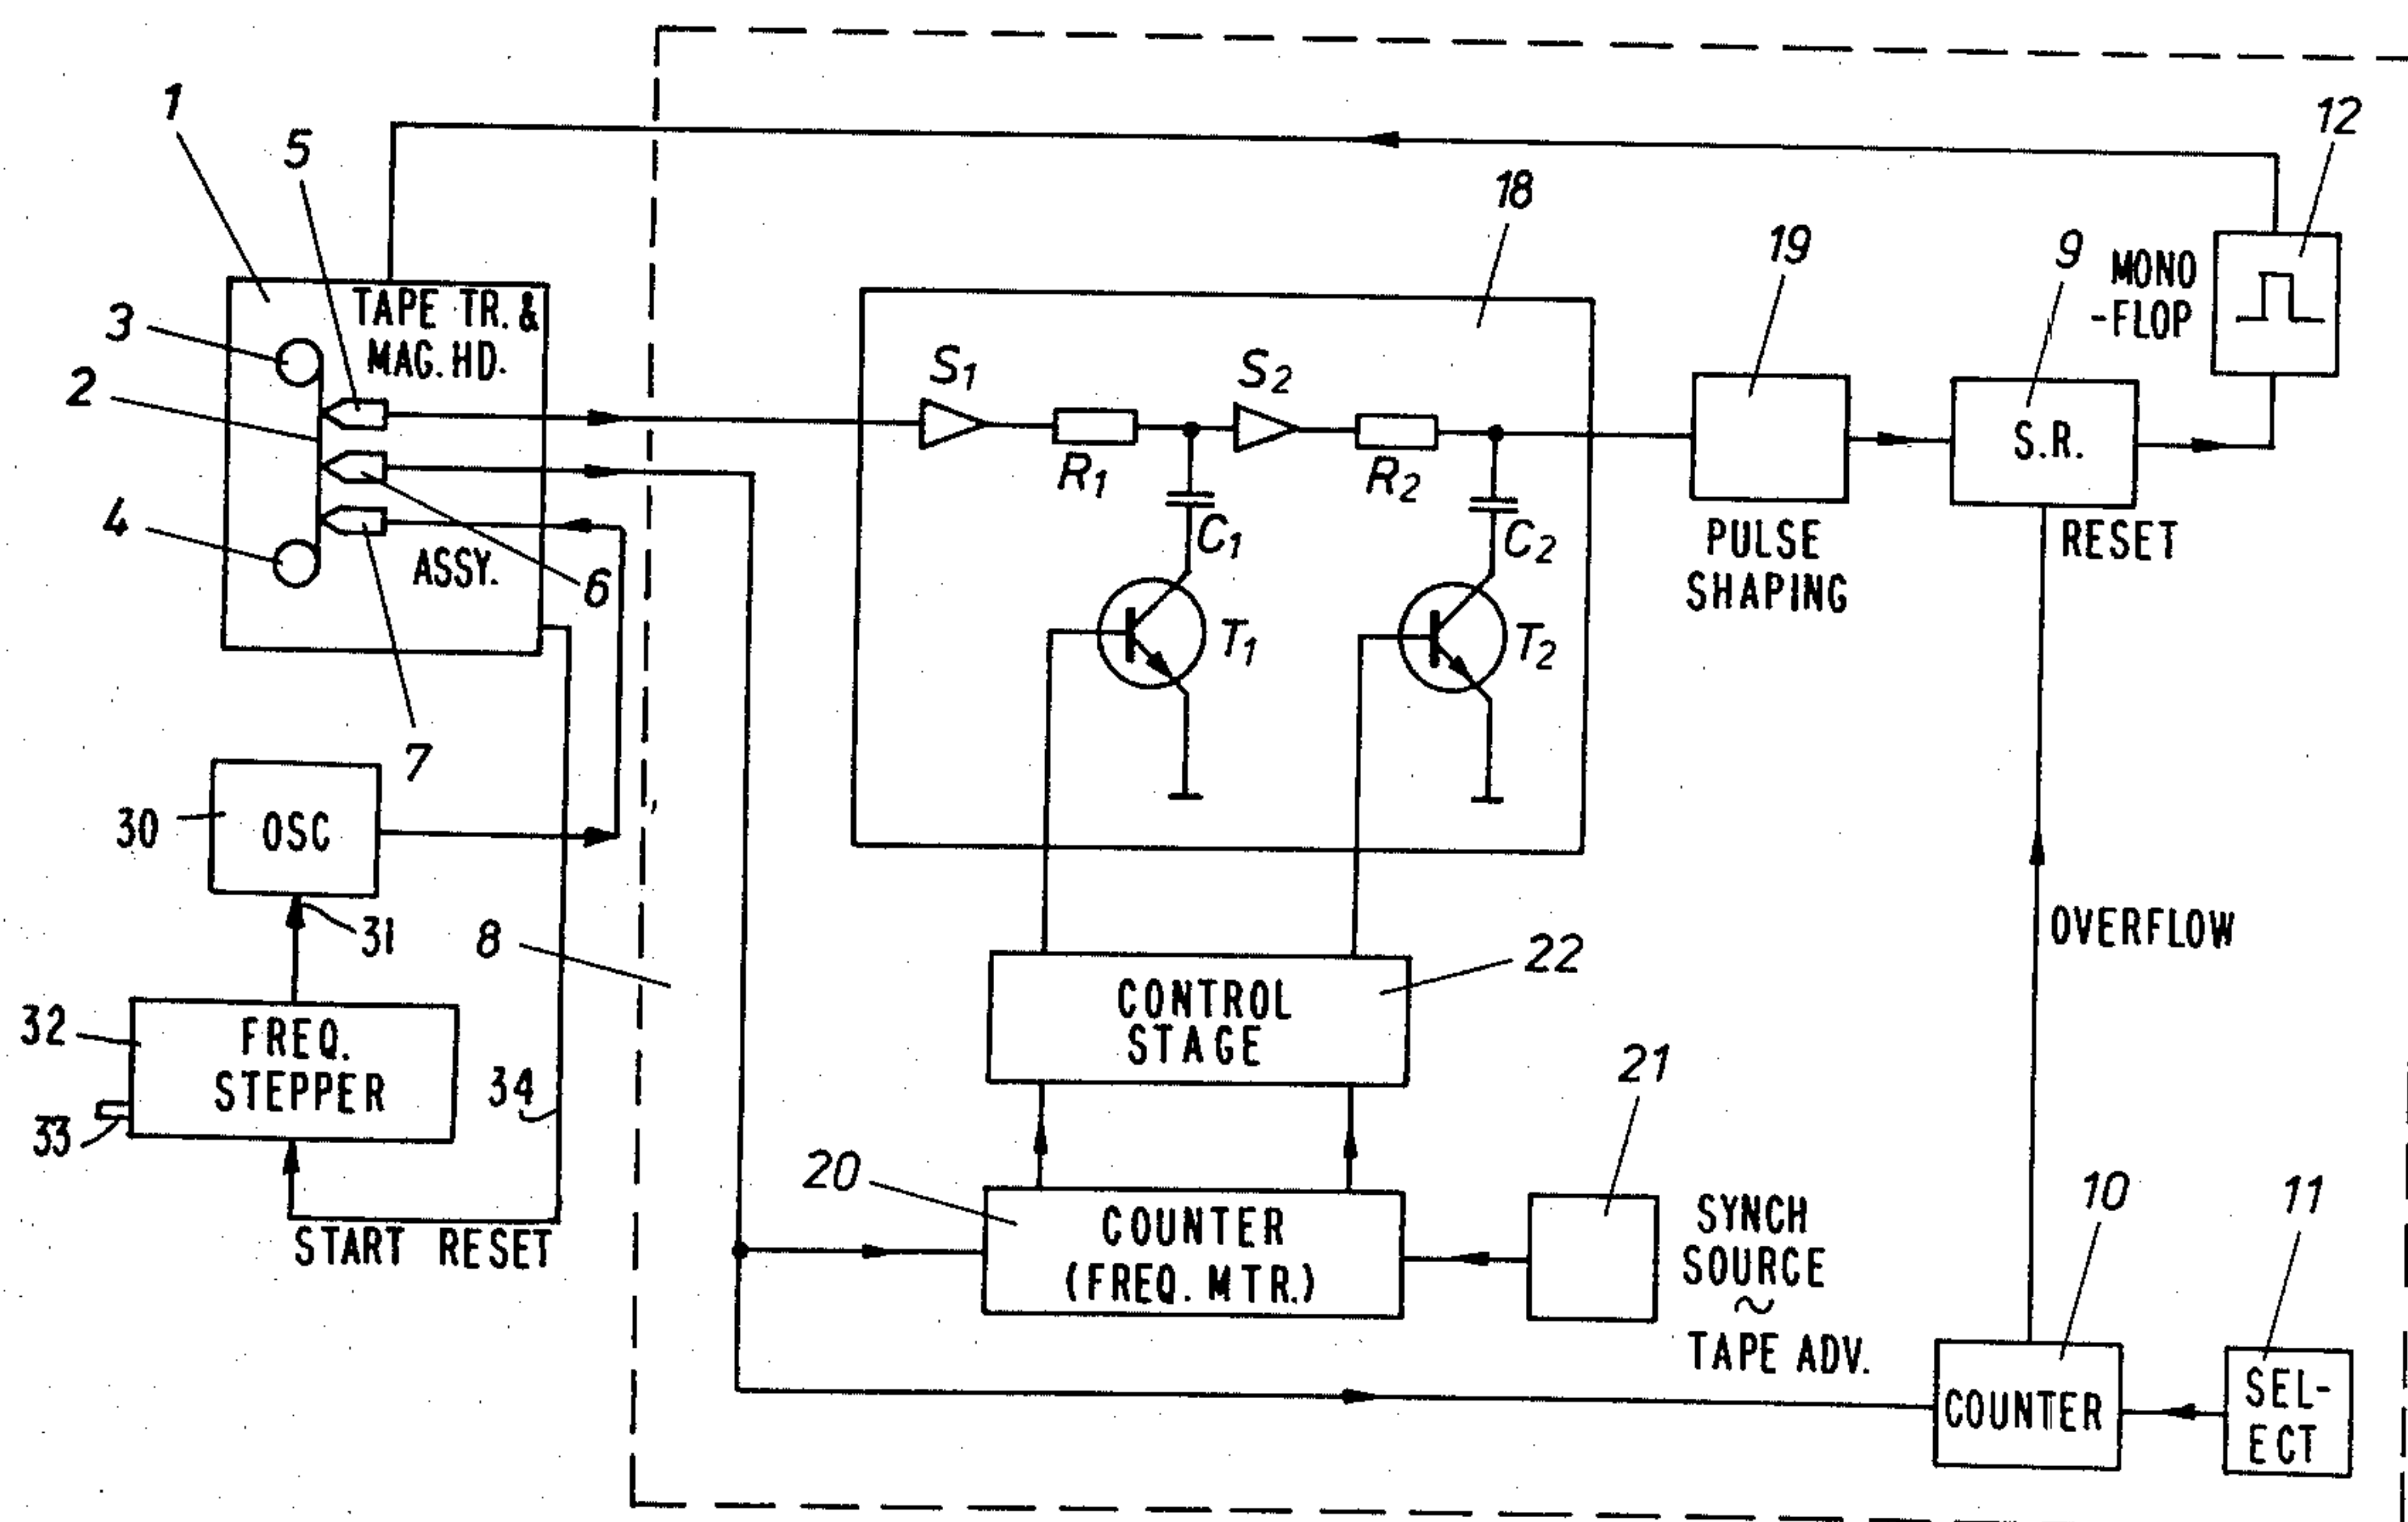 1
5
12
18
19
9
MONO
-FLOP
3
TAPE TR. &
MAG. HD.
2
S1
S2
S.R.
R1
R2
4
C1
C2
PULSE
SHAPING
RESET
ASSY.
6
T1
T2
7
30
OSC
31
8
OVERFLOW
22
CONTROL
STAGE
32
FREQ.
STEPPER
34
33
21
20
COUNTER
(FREQ. MTR.)
SYNCH
SOURCE
~
TAPE ADV.
10
11
START RESET
COUNTER
SEL-
ECT